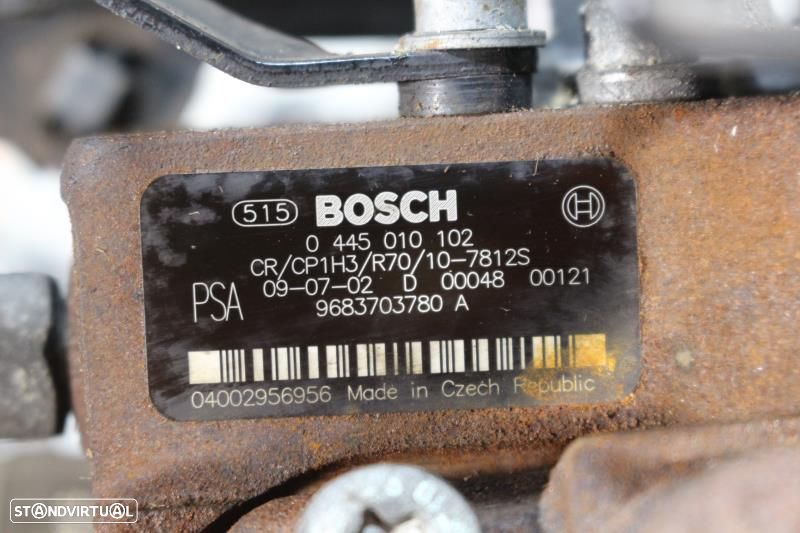 515 BOSCH
0 445 010 102
CR/CP1H3/R70/10-7812S
PSA 09-07-02 D 00048 00121
9683703780 A
04002956956 Made in Czech Republic
STANDVIRTUAL